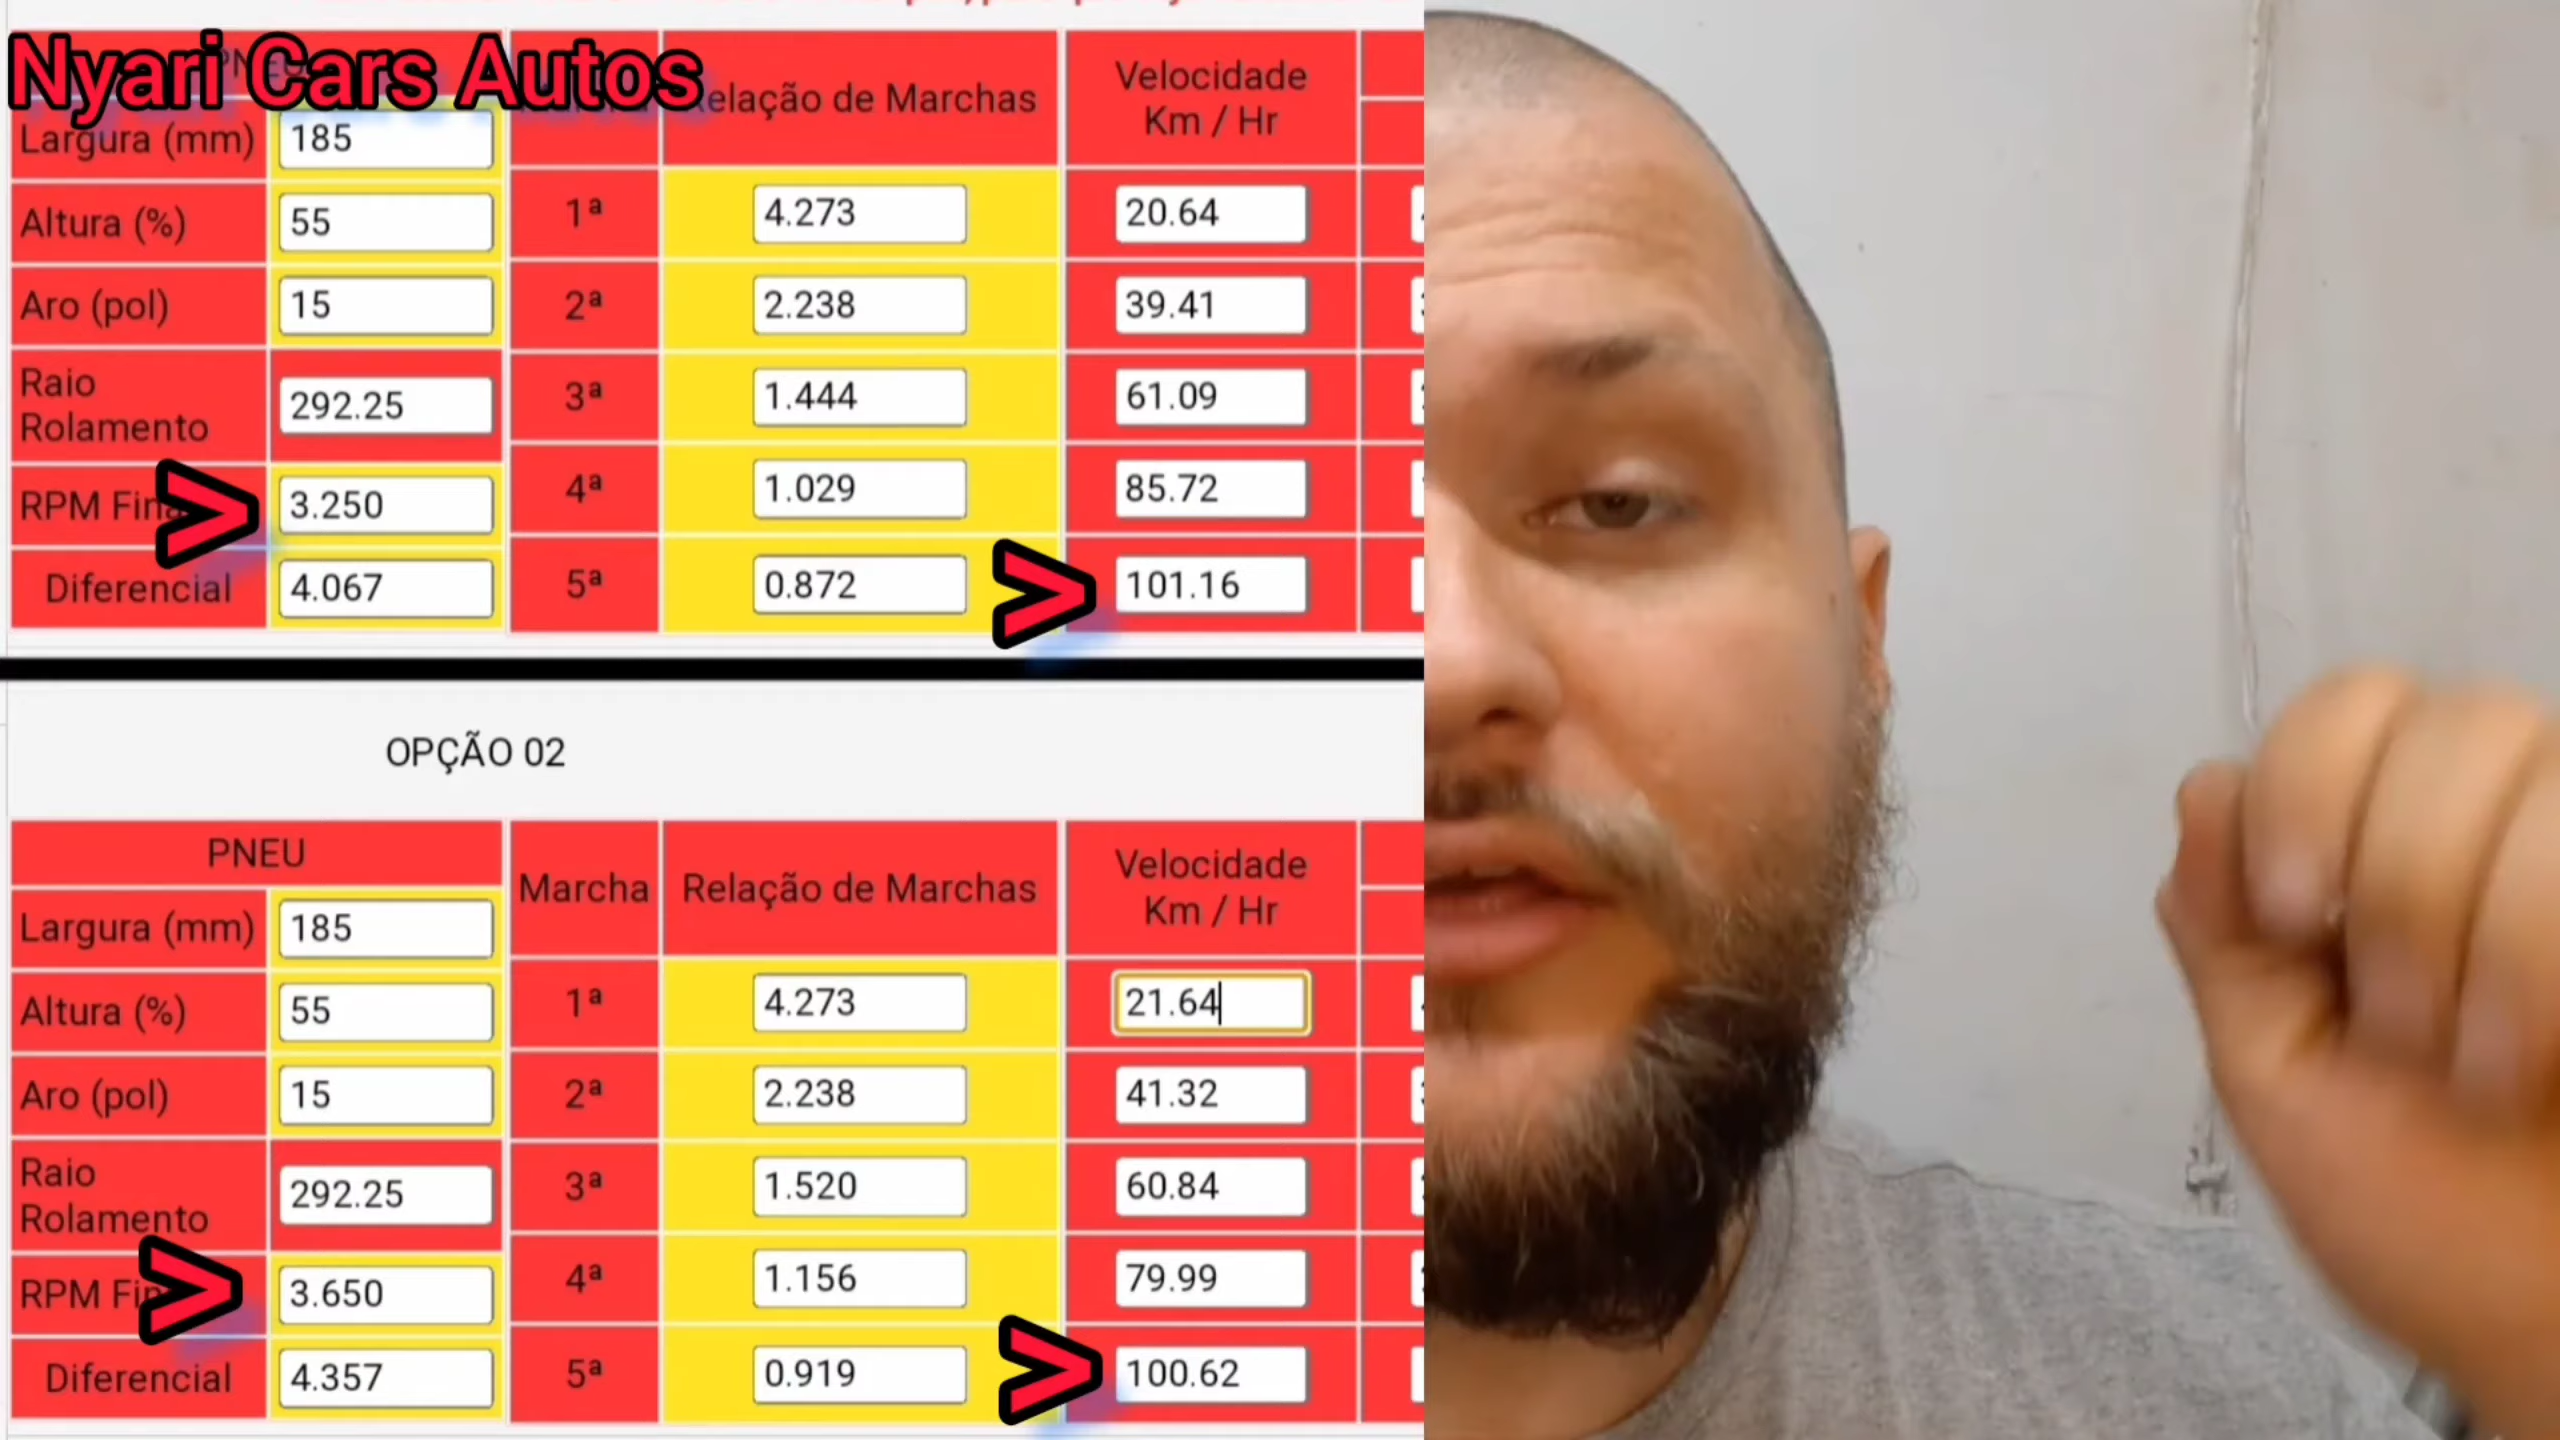 Nyari Cars Autos
Relação de Marchas
Velocidade
Km / Hr
Largura (mm) 185
Altura (%) 55
Aro (pol) 15
Raio
Rolamento 292.25
RPM Final 3.250
Diferencial 4.067
1ª 4.273 20.64
2ª 2.238 39.41
3ª 1.444 61.09
4ª 1.029 85.72
5ª 0.872 101.16
OPÇÃO 02
PNEU
Marcha
Relação de Marchas
Velocidade
Km / Hr
Largura (mm) 185
Altura (%) 55
Aro (pol) 15
Raio
Rolamento 292.25
RPM Fin 3.650
Diferencial 4.357
1ª 4.273 21.64
2ª 2.238 41.32
3ª 1.520 60.84
4ª 1.156 79.99
5ª 0.919 100.62